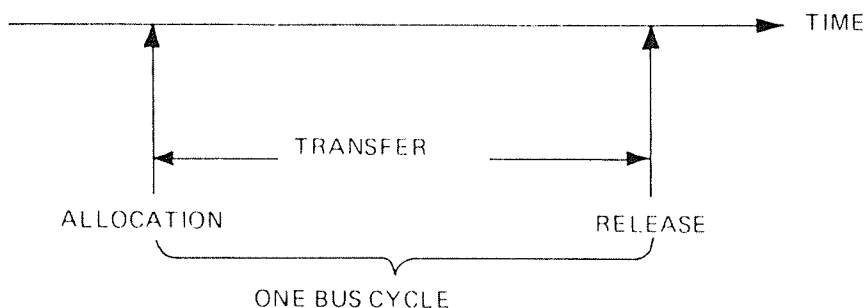 TIME
TRANSFER
ALLOCATION
RELEASE
ONE BUS CYCLE